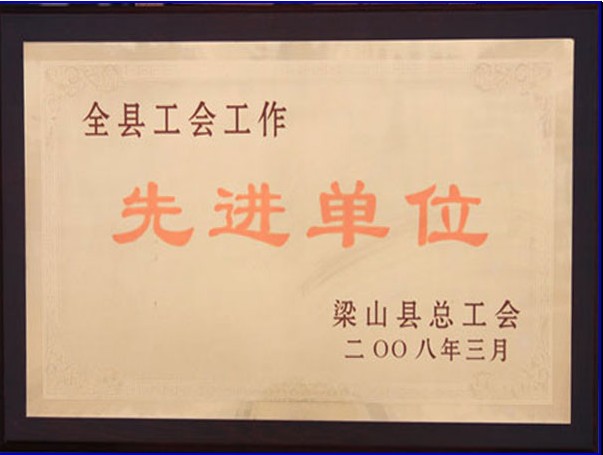 全县工会工作
先进单位
梁山县总工会
二OO八年三月